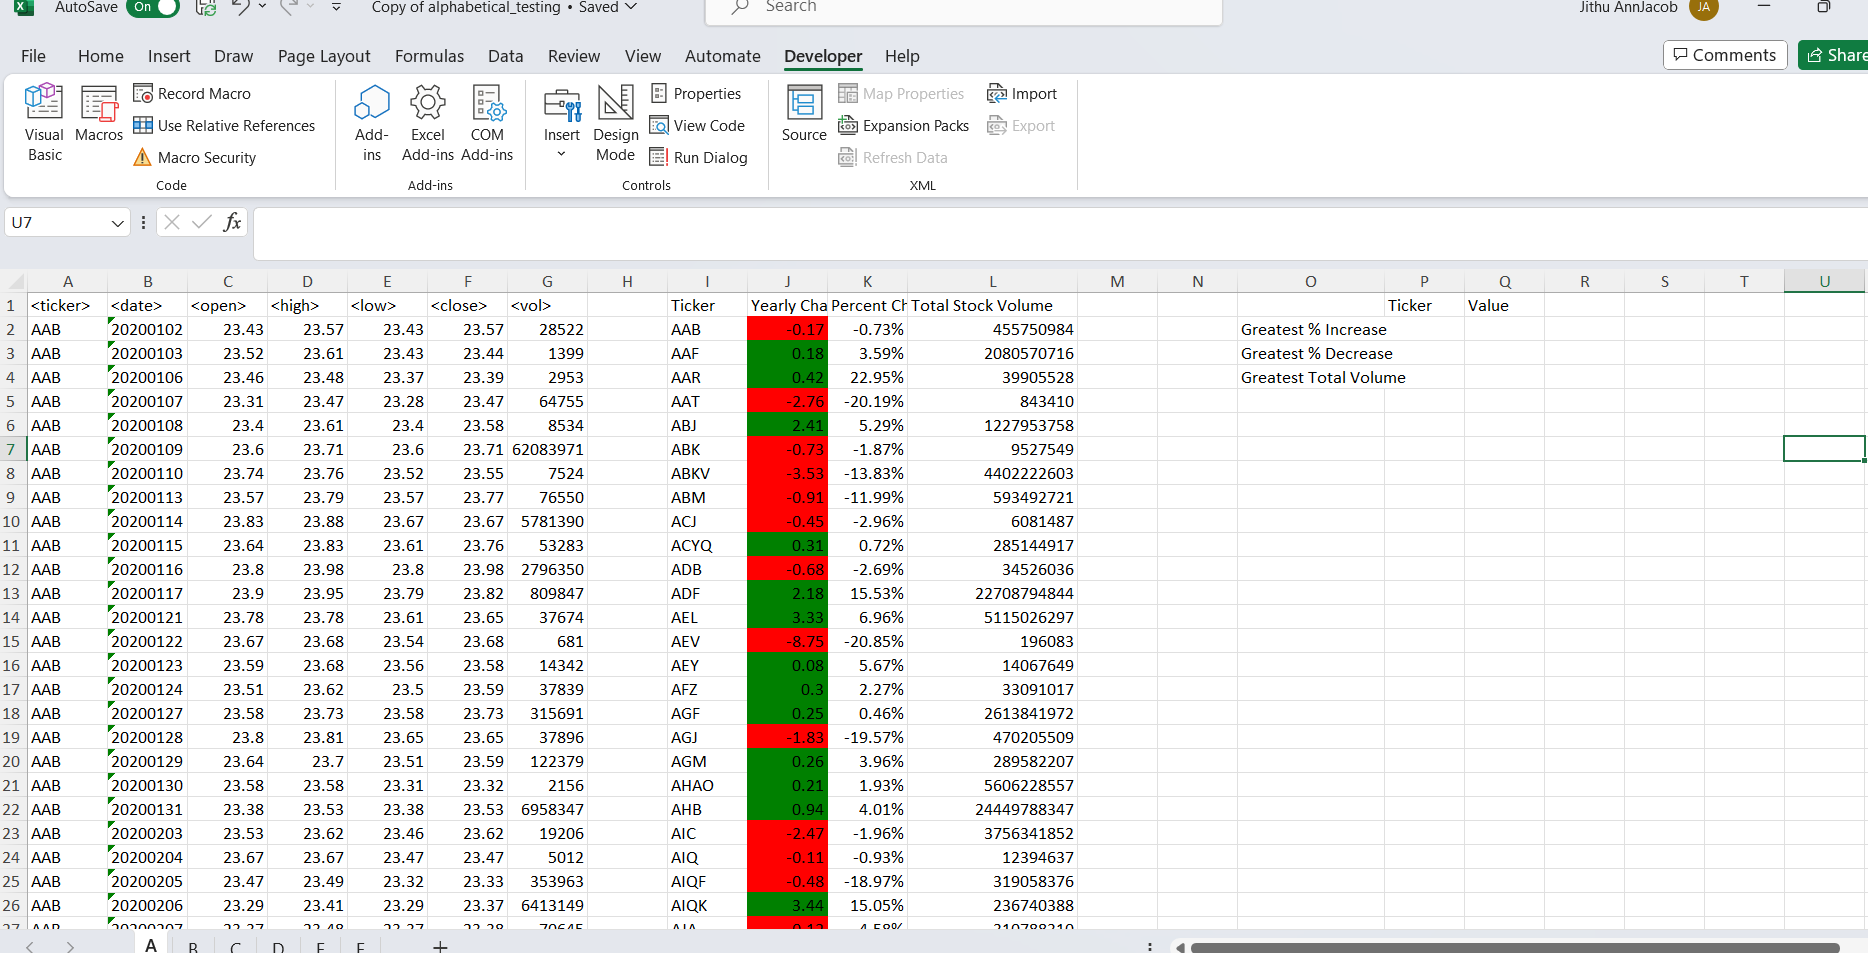 AutoSave On Copy of alphabetical_testing • Saved Search Jithu AnnJacob JA
File Home Insert Draw Page Layout Formulas Data Review View Automate Developer Help Comments Share
Visual Basic Macros Record Macro Use Relative References Macro Security Code
Add-ins Excel Add-ins COM Add-ins Add-ins
Insert Design Mode Properties View Code Run Dialog Controls
Source Map Properties Expansion Packs Refresh Data Import Export XML
U7 fx
A B C D E F G H I J K L M N O P Q R S T U
1 <ticker> <date> <open> <high> <low> <close> <vol> Ticker Yearly Cha Percent Ch Total Stock Volume Ticker Value
2 AAB 20200102 23.43 23.57 23.43 23.57 28522 AAB -0.17 -0.73% 455750984 Greatest % Increase
3 AAB 20200103 23.52 23.61 23.43 23.44 1399 AAF 0.18 3.59% 2080570716 Greatest % Decrease
4 AAB 20200106 23.46 23.48 23.37 23.39 2953 AAR 0.42 22.95% 39905528 Greatest Total Volume
5 AAB 20200107 23.31 23.47 23.28 23.47 64755 AAT -2.76 -20.19% 843410
6 AAB 20200108 23.4 23.61 23.4 23.58 8534 ABJ 2.41 5.29% 1227953758
7 AAB 20200109 23.6 23.71 23.6 23.71 62083971 ABK -0.73 -1.87% 9527549
8 AAB 20200110 23.74 23.76 23.52 23.55 7524 ABKV -3.53 -13.83% 4402222603
9 AAB 20200113 23.57 23.79 23.57 23.77 76550 ABM -0.91 -11.99% 593492721
10 AAB 20200114 23.83 23.88 23.67 23.67 5781390 ACJ -0.45 -2.96% 6081487
11 AAB 20200115 23.64 23.83 23.61 23.76 53283 ACYQ 0.31 0.72% 285144917
12 AAB 20200116 23.8 23.98 23.8 23.98 2796350 ADB -0.68 -2.69% 34526036
13 AAB 20200117 23.9 23.95 23.79 23.82 809847 ADF 2.18 15.53% 22708794844
14 AAB 20200121 23.78 23.78 23.61 23.65 37674 AEL 3.33 6.96% 5115026297
15 AAB 20200122 23.67 23.68 23.54 23.68 681 AEV -8.75 -20.85% 196083
16 AAB 20200123 23.59 23.68 23.56 23.58 14342 AEY 0.08 5.67% 14067649
17 AAB 20200124 23.51 23.62 23.5 23.59 37839 AFZ 0.3 2.27% 33091017
18 AAB 20200127 23.58 23.73 23.58 23.73 315691 AGF 0.25 0.46% 2613841972
19 AAB 20200128 23.8 23.81 23.65 23.65 37896 AGJ -1.83 -19.57% 470205509
20 AAB 20200129 23.64 23.7 23.51 23.59 122379 AGM 0.26 3.96% 289582207
21 AAB 20200130 23.58 23.58 23.31 23.32 2156 AHAO 0.21 1.93% 5606228557
22 AAB 20200131 23.38 23.53 23.38 23.53 6958347 AHB 0.94 4.01% 24449788347
23 AAB 20200203 23.53 23.62 23.46 23.62 19206 AIC -2.47 -1.96% 3756341852
24 AAB 20200204 23.67 23.67 23.47 23.47 5012 AIQ -0.11 -0.93% 12394637
25 AAB 20200205 23.47 23.49 23.32 23.33 353963 AIQF -0.48 -18.97% 319058376
26 AAB 20200206 23.29 23.41 23.29 23.37 6413149 AIQK 3.44 15.05% 236740388
A B C D